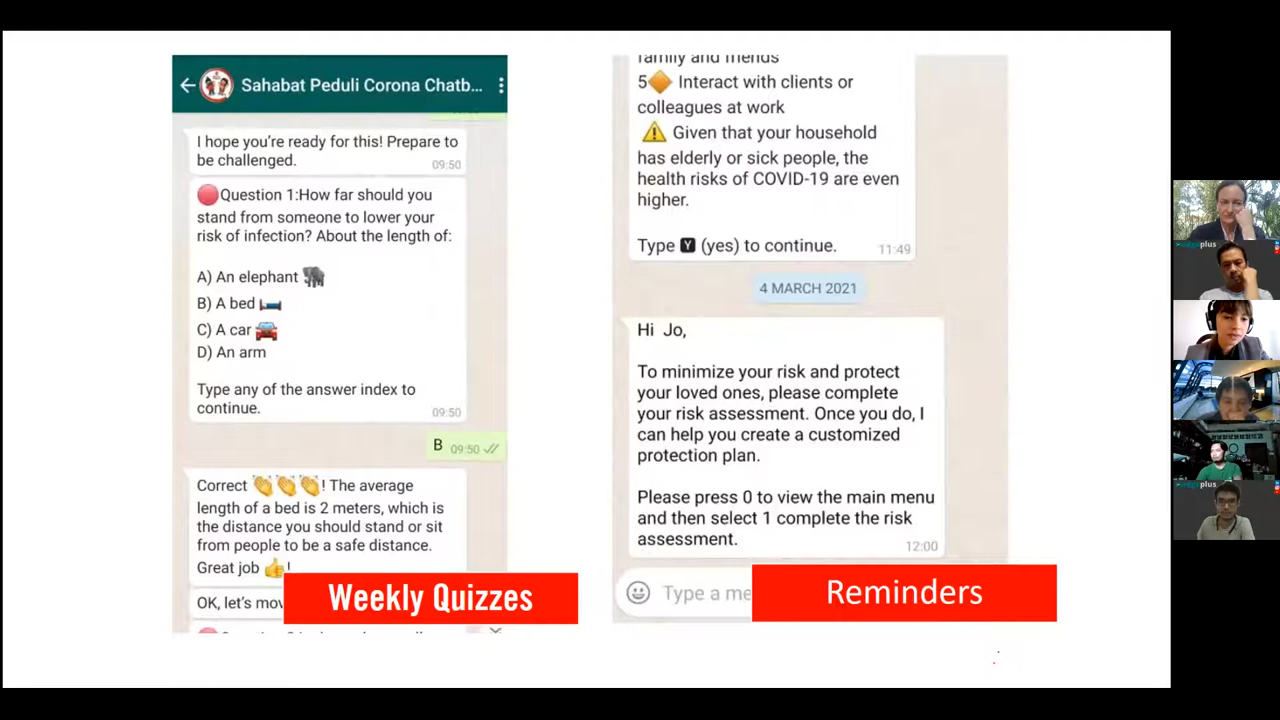 Sahabat Peduli Corona Chatb...
I hope you're ready for this! Prepare to
be challenged.
09:50
Question 1:How far should you
stand from someone to lower your
risk of infection? About the length of:
A) An elephant
B) A bed
C) A car
D) An arm
Type any of the answer index to
continue.
09:50
B 09:50
Correct ! The average
length of a bed is 2 meters, which is
the distance you should stand or sit
from people to be a safe distance.
Great job !
OK, let's mov
Weekly Quizzes
family and friends
5 Interact with clients or
colleagues at work
Given that your household
has elderly or sick people, the
health risks of COVID-19 are even
higher.
Type Y (yes) to continue.
11:49
4 MARCH 2021
Hi Jo,
To minimize your risk and protect
your loved ones, please complete
your risk assessment. Once you do, I
can help you create a customized
protection plan.
Please press 0 to view the main menu
and then select 1 complete the risk
assessment.
12:00
Type a me
Reminders
plus
plus